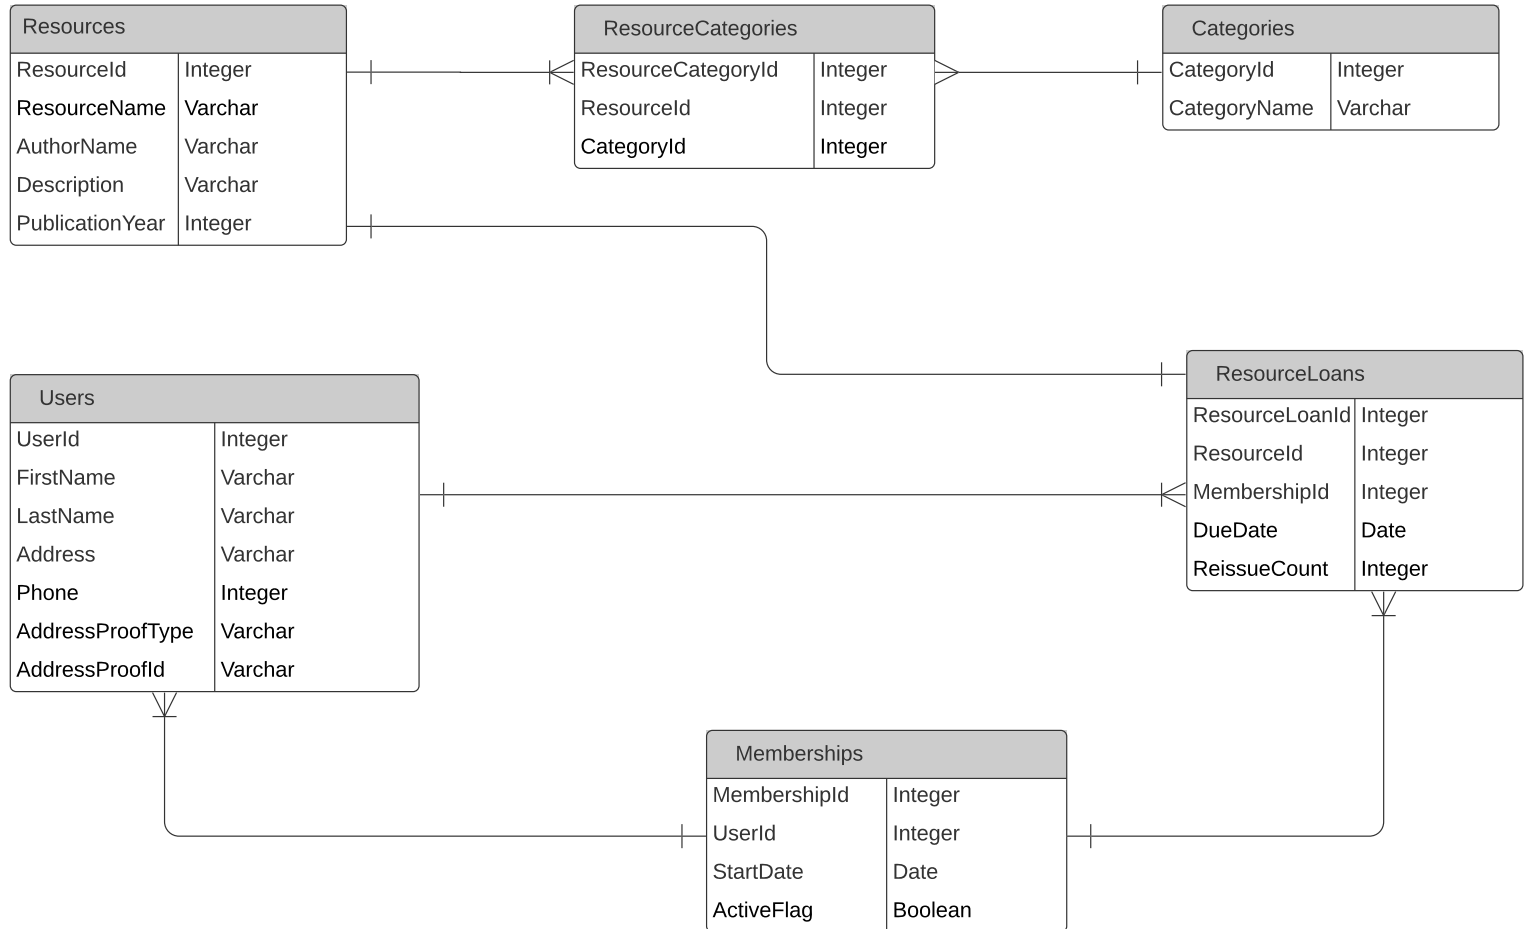 Resources
ResourceId Integer
ResourceName Varchar
AuthorName Varchar
Description Varchar
PublicationYear Integer
ResourceCategories
ResourceCategoryId Integer
ResourceId Integer
CategoryId Integer
Categories
CategoryId Integer
CategoryName Varchar
Users
UserId Integer
FirstName Varchar
LastName Varchar
Address Varchar
Phone Integer
AddressProofType Varchar
AddressProofId Varchar
ResourceLoans
ResourceLoanId Integer
ResourceId Integer
MembershipId Integer
DueDate Date
ReissueCount Integer
Memberships
MembershipId Integer
UserId Integer
StartDate Date
ActiveFlag Boolean